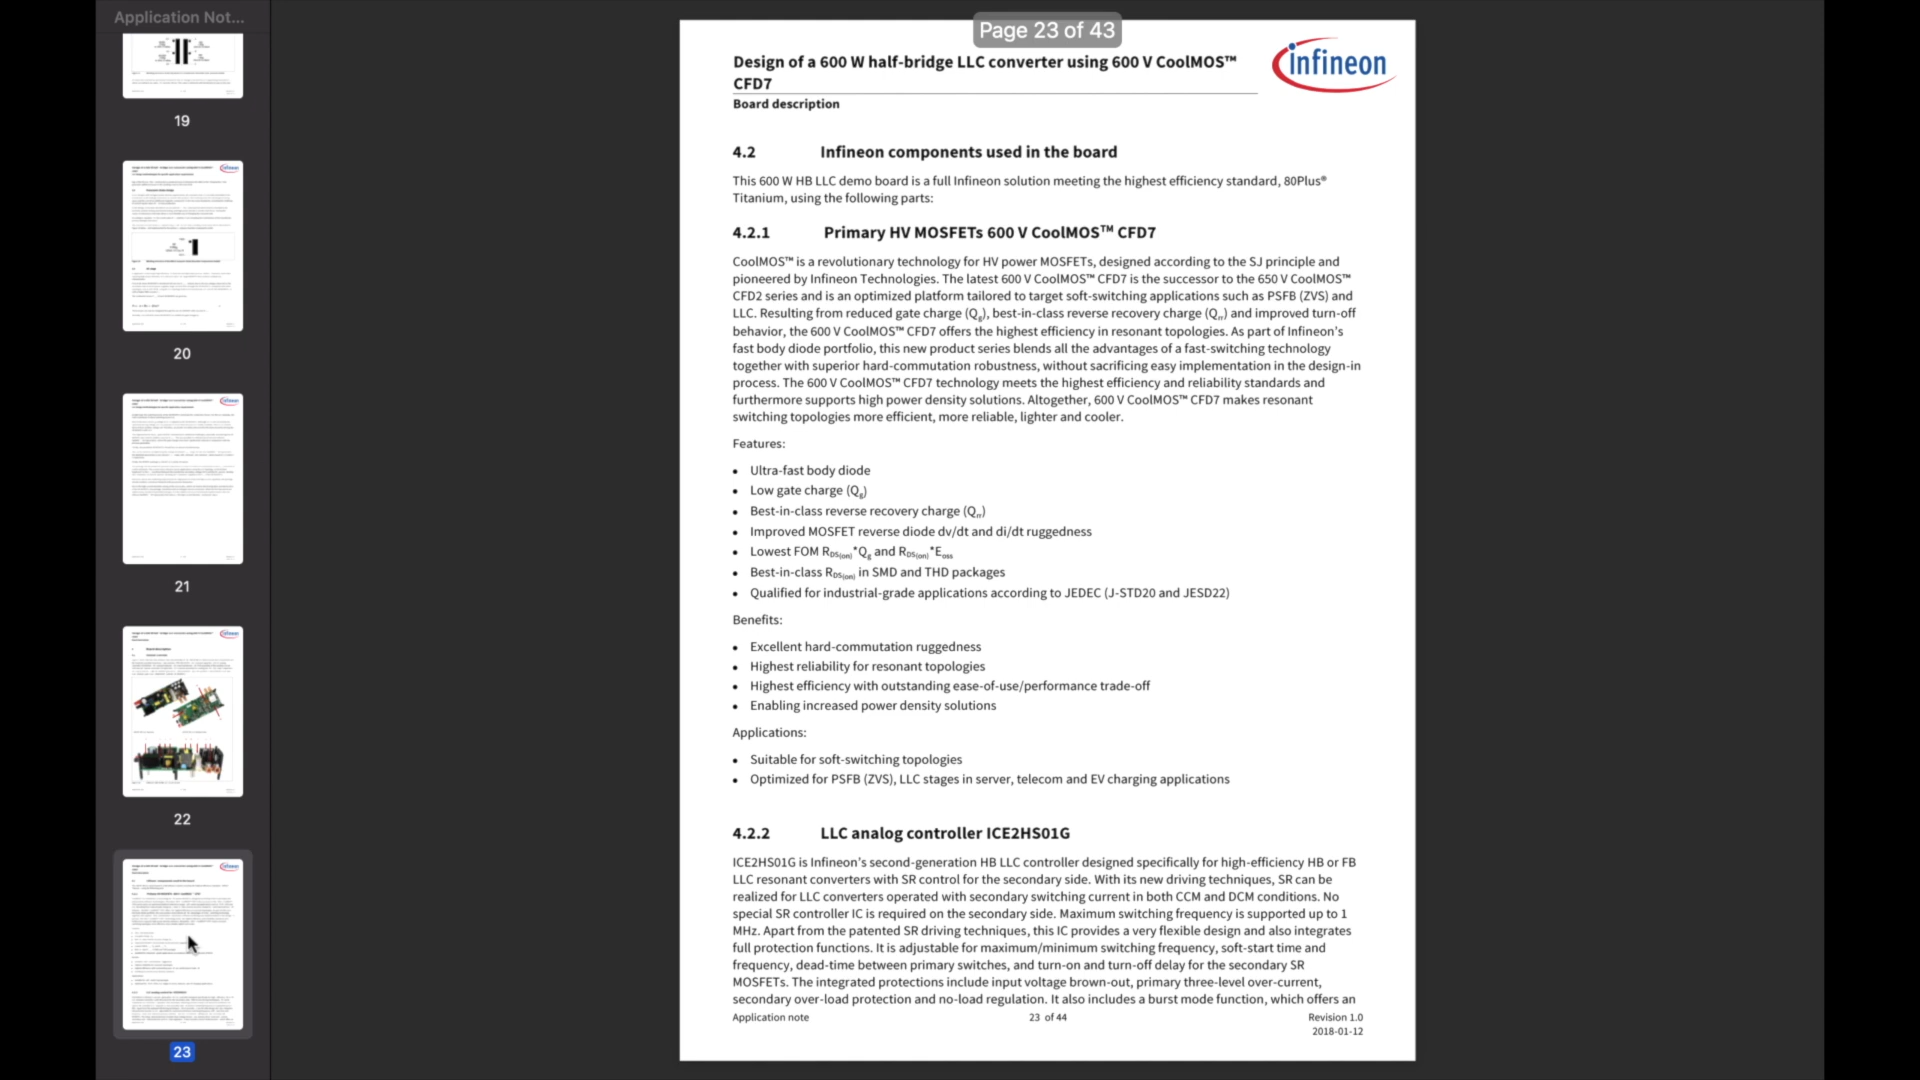 Application Not...
19
20
21
22
23
Page 23 of 43
Design of a 600 W half-bridge LLC converter using 600 V CoolMOS™
CFD7
Board description
infineon
4.2 Infineon components used in the board
This 600 W HB LLC demo board is a full Infineon solution meeting the highest efficiency standard, 80Plus®
Titanium, using the following parts:
4.2.1 Primary HV MOSFETs 600 V CoolMOS™ CFD7
CoolMOS™ is a revolutionary technology for HV power MOSFETs, designed according to the SJ principle and
pioneered by Infineon Technologies. The latest 600 V CoolMOS™ CFD7 is the successor to the 650 V CoolMOS™
CFD2 series and is an optimized platform tailored to target soft-switching applications such as PSFB (ZVS) and
LLC. Resulting from reduced gate charge (Qg), best-in-class reverse recovery charge (Qrr) and improved turn-off
behavior, the 600 V CoolMOS™ CFD7 offers the highest efficiency in resonant topologies. As part of Infineon's
fast body diode portfolio, this new product series blends all the advantages of a fast-switching technology
together with superior hard-commutation robustness, without sacrificing easy implementation in the design-in
process. The 600 V CoolMOS™ CFD7 technology meets the highest efficiency and reliability standards and
furthermore supports high power density solutions. Altogether, 600 V CoolMOS™ CFD7 makes resonant
switching topologies more efficient, more reliable, lighter and cooler.
Features:
• Ultra-fast body diode
• Low gate charge (Qg)
• Best-in-class reverse recovery charge (Qrr)
• Improved MOSFET reverse diode dv/dt and di/dt ruggedness
• Lowest FOM RDS(on)*Qg and RDS(on)*Eoss
• Best-in-class RDS(on) in SMD and THD packages
• Qualified for industrial-grade applications according to JEDEC (J-STD20 and JESD22)
Benefits:
• Excellent hard-commutation ruggedness
• Highest reliability for resonant topologies
• Highest efficiency with outstanding ease-of-use/performance trade-off
• Enabling increased power density solutions
Applications:
• Suitable for soft-switching topologies
• Optimized for PSFB (ZVS), LLC stages in server, telecom and EV charging applications
4.2.2 LLC analog controller ICE2HS01G
ICE2HS01G is Infineon's second-generation HB LLC controller designed specifically for high-efficiency HB or FB
LLC resonant converters with SR control for the secondary side. With its new driving techniques, SR can be
realized for LLC converters operated with secondary switching current in both CCM and DCM conditions. No
special SR controller IC is required on the secondary side. Maximum switching frequency is supported up to 1
MHz. Apart from the patented SR driving techniques, this IC provides a very flexible design and also integrates
full protection functions. It is adjustable for maximum/minimum switching frequency, soft-start time and
frequency, dead-time between primary switches, and turn-on and turn-off delay for the secondary SR
MOSFETs. The integrated protections include input voltage brown-out, primary three-level over-current,
secondary over-load protection and no-load regulation. It also includes a burst mode function, which offers an
Application note 23 of 44 Revision 1.0
2018-01-12